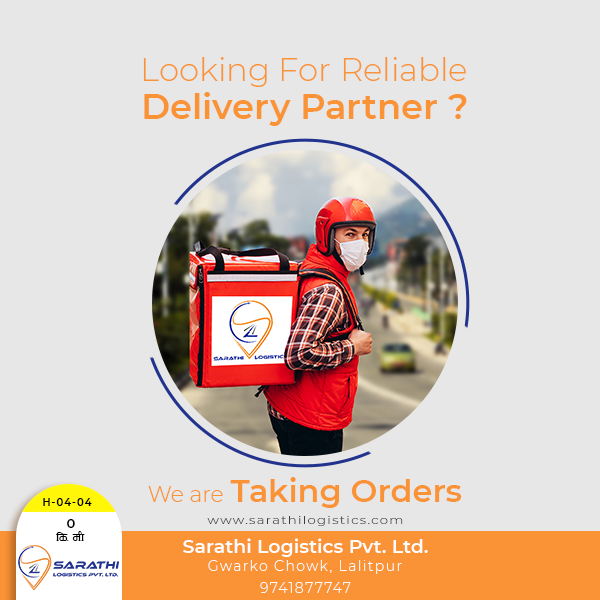 Looking For Reliable
Delivery Partner ?
SARATHI LOGISTICS
We are Taking Orders
www.sarathilogistics.com
H-04-04
0
कि. मी
SARATHI
LOGISTICS PVT. LTD.
Sarathi Logistics Pvt. Ltd.
Gwarko Chowk, Lalitpur
9741877747